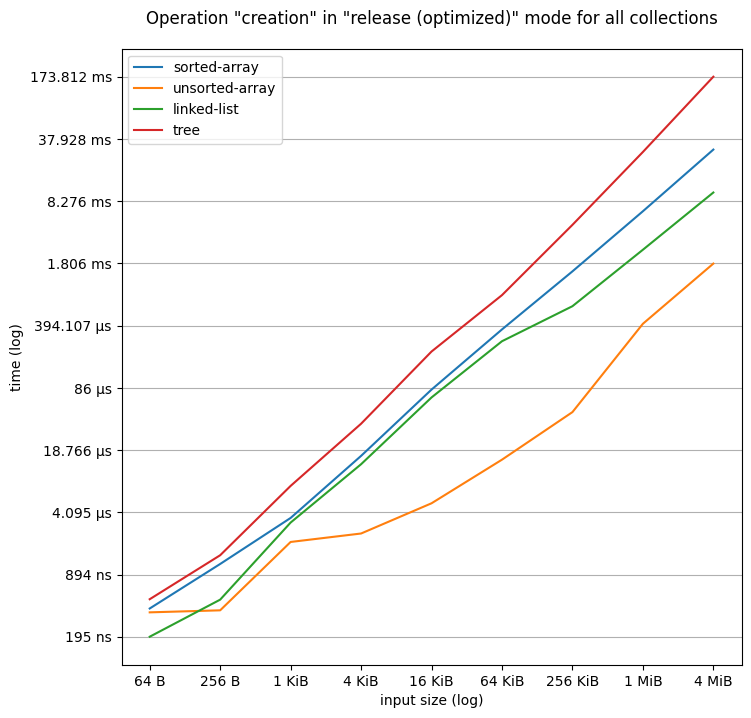 Operation "creation" in "release (optimized)" mode for all collections
sorted-array
unsorted-array
linked-list
tree
173.812 ms
37.928 ms
8.276 ms
1.806 ms
394.107 μs
86 μs
18.766 μs
4.095 μs
894 ns
195 ns
time (log)
64 B 256 B 1 KiB 4 KiB 16 KiB 64 KiB 256 KiB 1 MiB 4 MiB
input size (log)